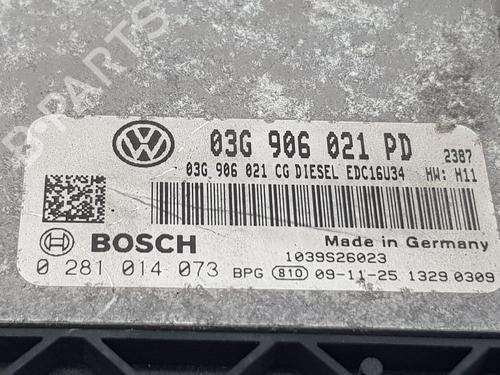 B-PARTS
03G 906 021 PD 2387
03G 906 021 CG DIESEL EDC16U34 HW: H11
BOSCH
Made in Germany
1039S26023
0 281 014 073 BPG 810 09-11-25 1329 0309